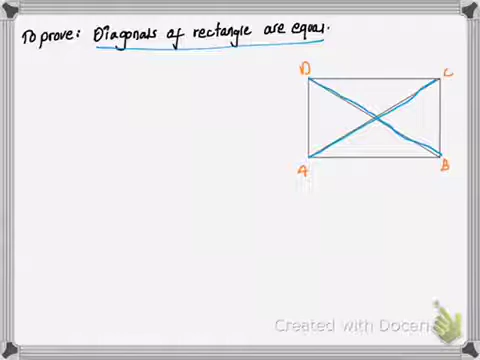 To prove: Diagonals of rectangle are equal.
D
C
A
B
Created with Doceri